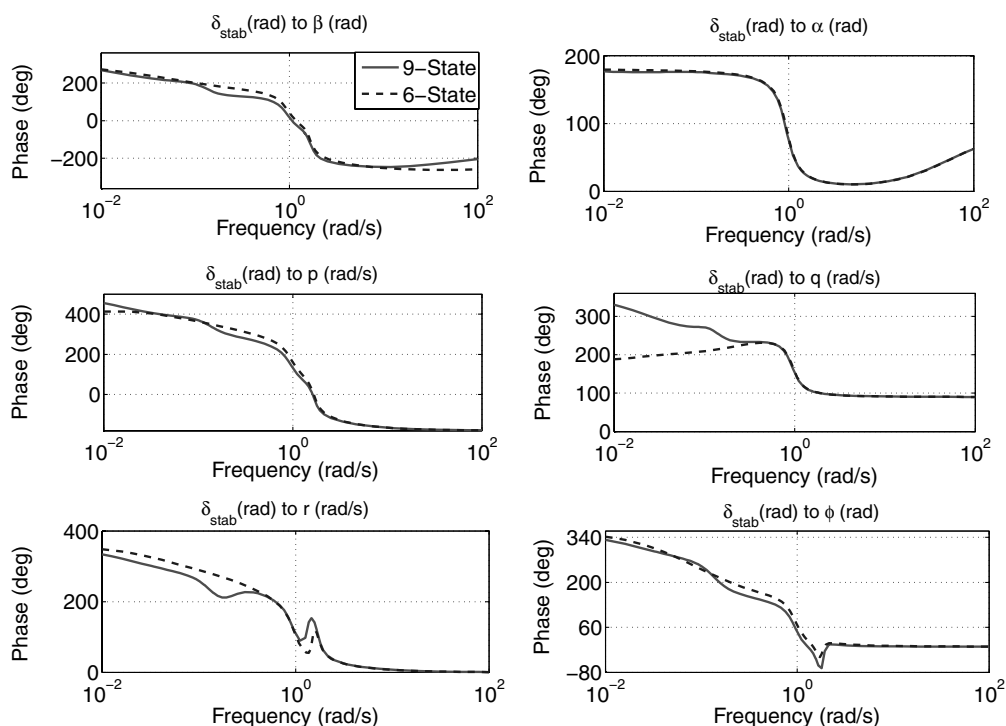 δstab(rad) to β (rad)
Phase (deg)
200
0
−200
9−State
6−State
10−2
100
102
Frequency (rad/s)
δstab(rad) to α (rad)
Phase (deg)
200
100
0
10−2
100
102
Frequency (rad/s)
δstab(rad) to p (rad/s)
Phase (deg)
400
200
0
10−2
100
102
Frequency (rad/s)
δstab(rad) to q (rad/s)
Phase (deg)
300
200
100
0
10−2
100
102
Frequency (rad/s)
δstab(rad) to r (rad/s)
Phase (deg)
400
200
0
10−2
100
102
Frequency (rad/s)
δstab(rad) to ϕ (rad)
Phase (deg)
340
200
60
−80
10−2
100
102
Frequency (rad/s)